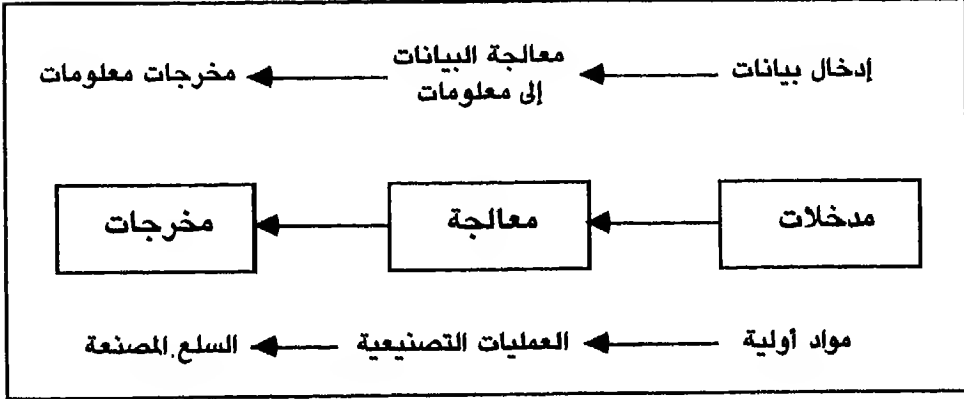 إدخال بيانات
معالجة البيانات
إلى معلومات
مخرجات معلومات
مدخلات
معالجة
مخرجات
مواد أولية
العمليات التصنيعية
السلع المصنعة